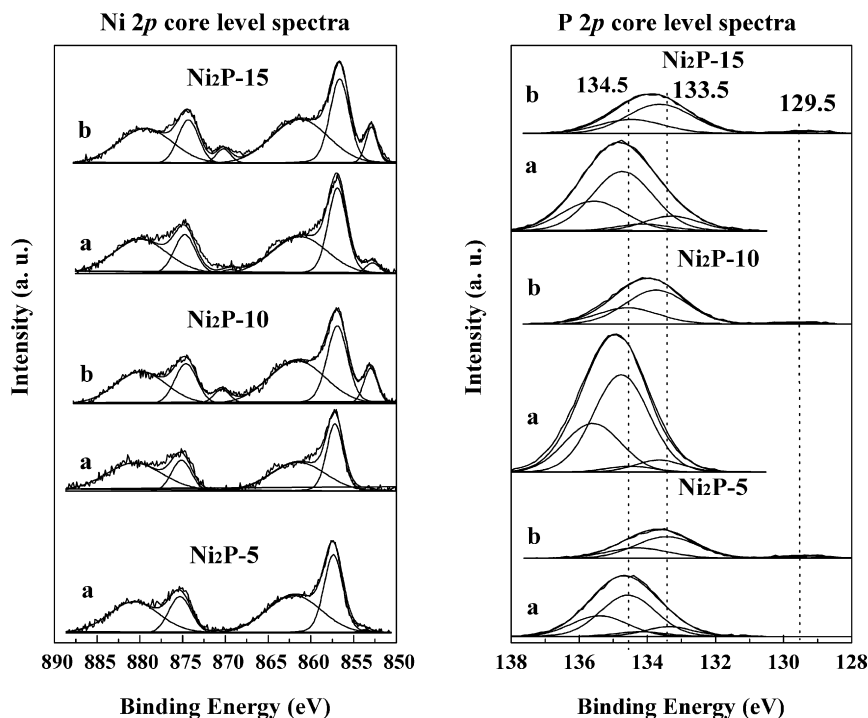 Ni 2p core level spectra
Ni2P-15
b
a
Ni2P-10
b
a
Ni2P-5
a
Intensity (a. u.)
890 885 880 875 870 865 860 855 850
Binding Energy (eV)
P 2p core level spectra
Ni2P-15
134.5 133.5 129.5
b
a
Ni2P-10
b
a
Ni2P-5
b
a
Intensity (a. u.)
138 136 134 132 130 128
Binding Energy (eV)